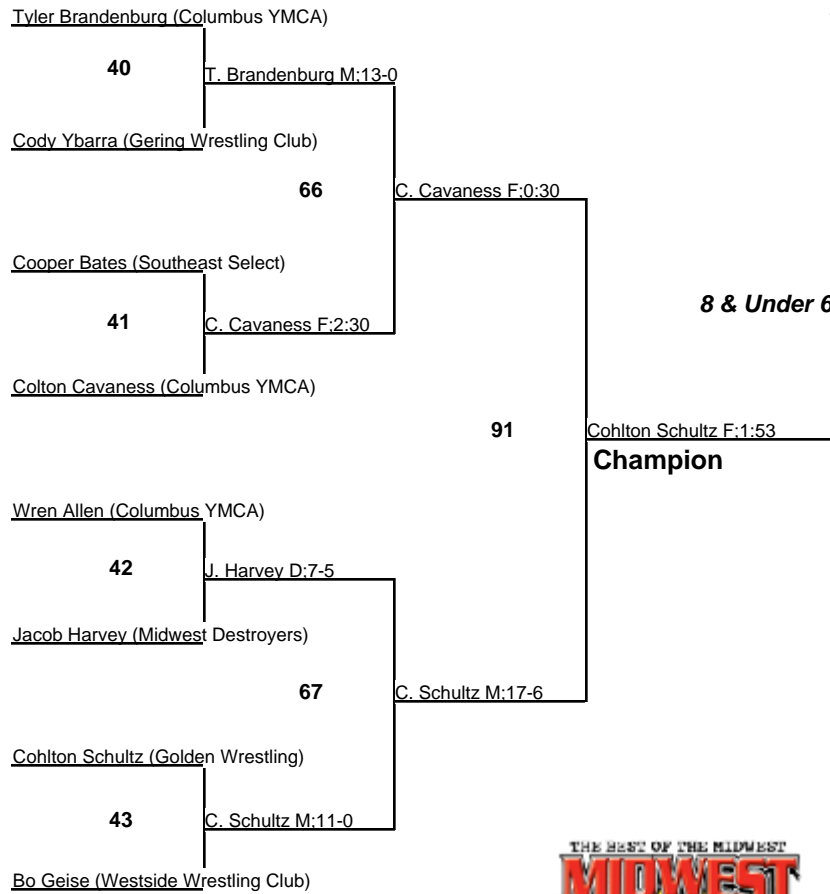 Tyler Brandenburg (Columbus YMCA)
40
T. Brandenburg M;13-0
Cody Ybarra (Gering Wrestling Club)
66
C. Cavaness F;0:30
Cooper Bates (Southeast Select)
8 & Under 6
41
C. Cavaness F;2:30
Colton Cavaness (Columbus YMCA)
91
Cohlton Schultz F;1:53
Champion
Wren Allen (Columbus YMCA)
42
J. Harvey D;7-5
Jacob Harvey (Midwest Destroyers)
67
C. Schultz M;17-6
Cohlton Schultz (Golden Wrestling)
43
C. Schultz M;11-0
THE BEST OF THE MIDWEST
MIDWEST
Bo Geise (Westside Wrestling Club)